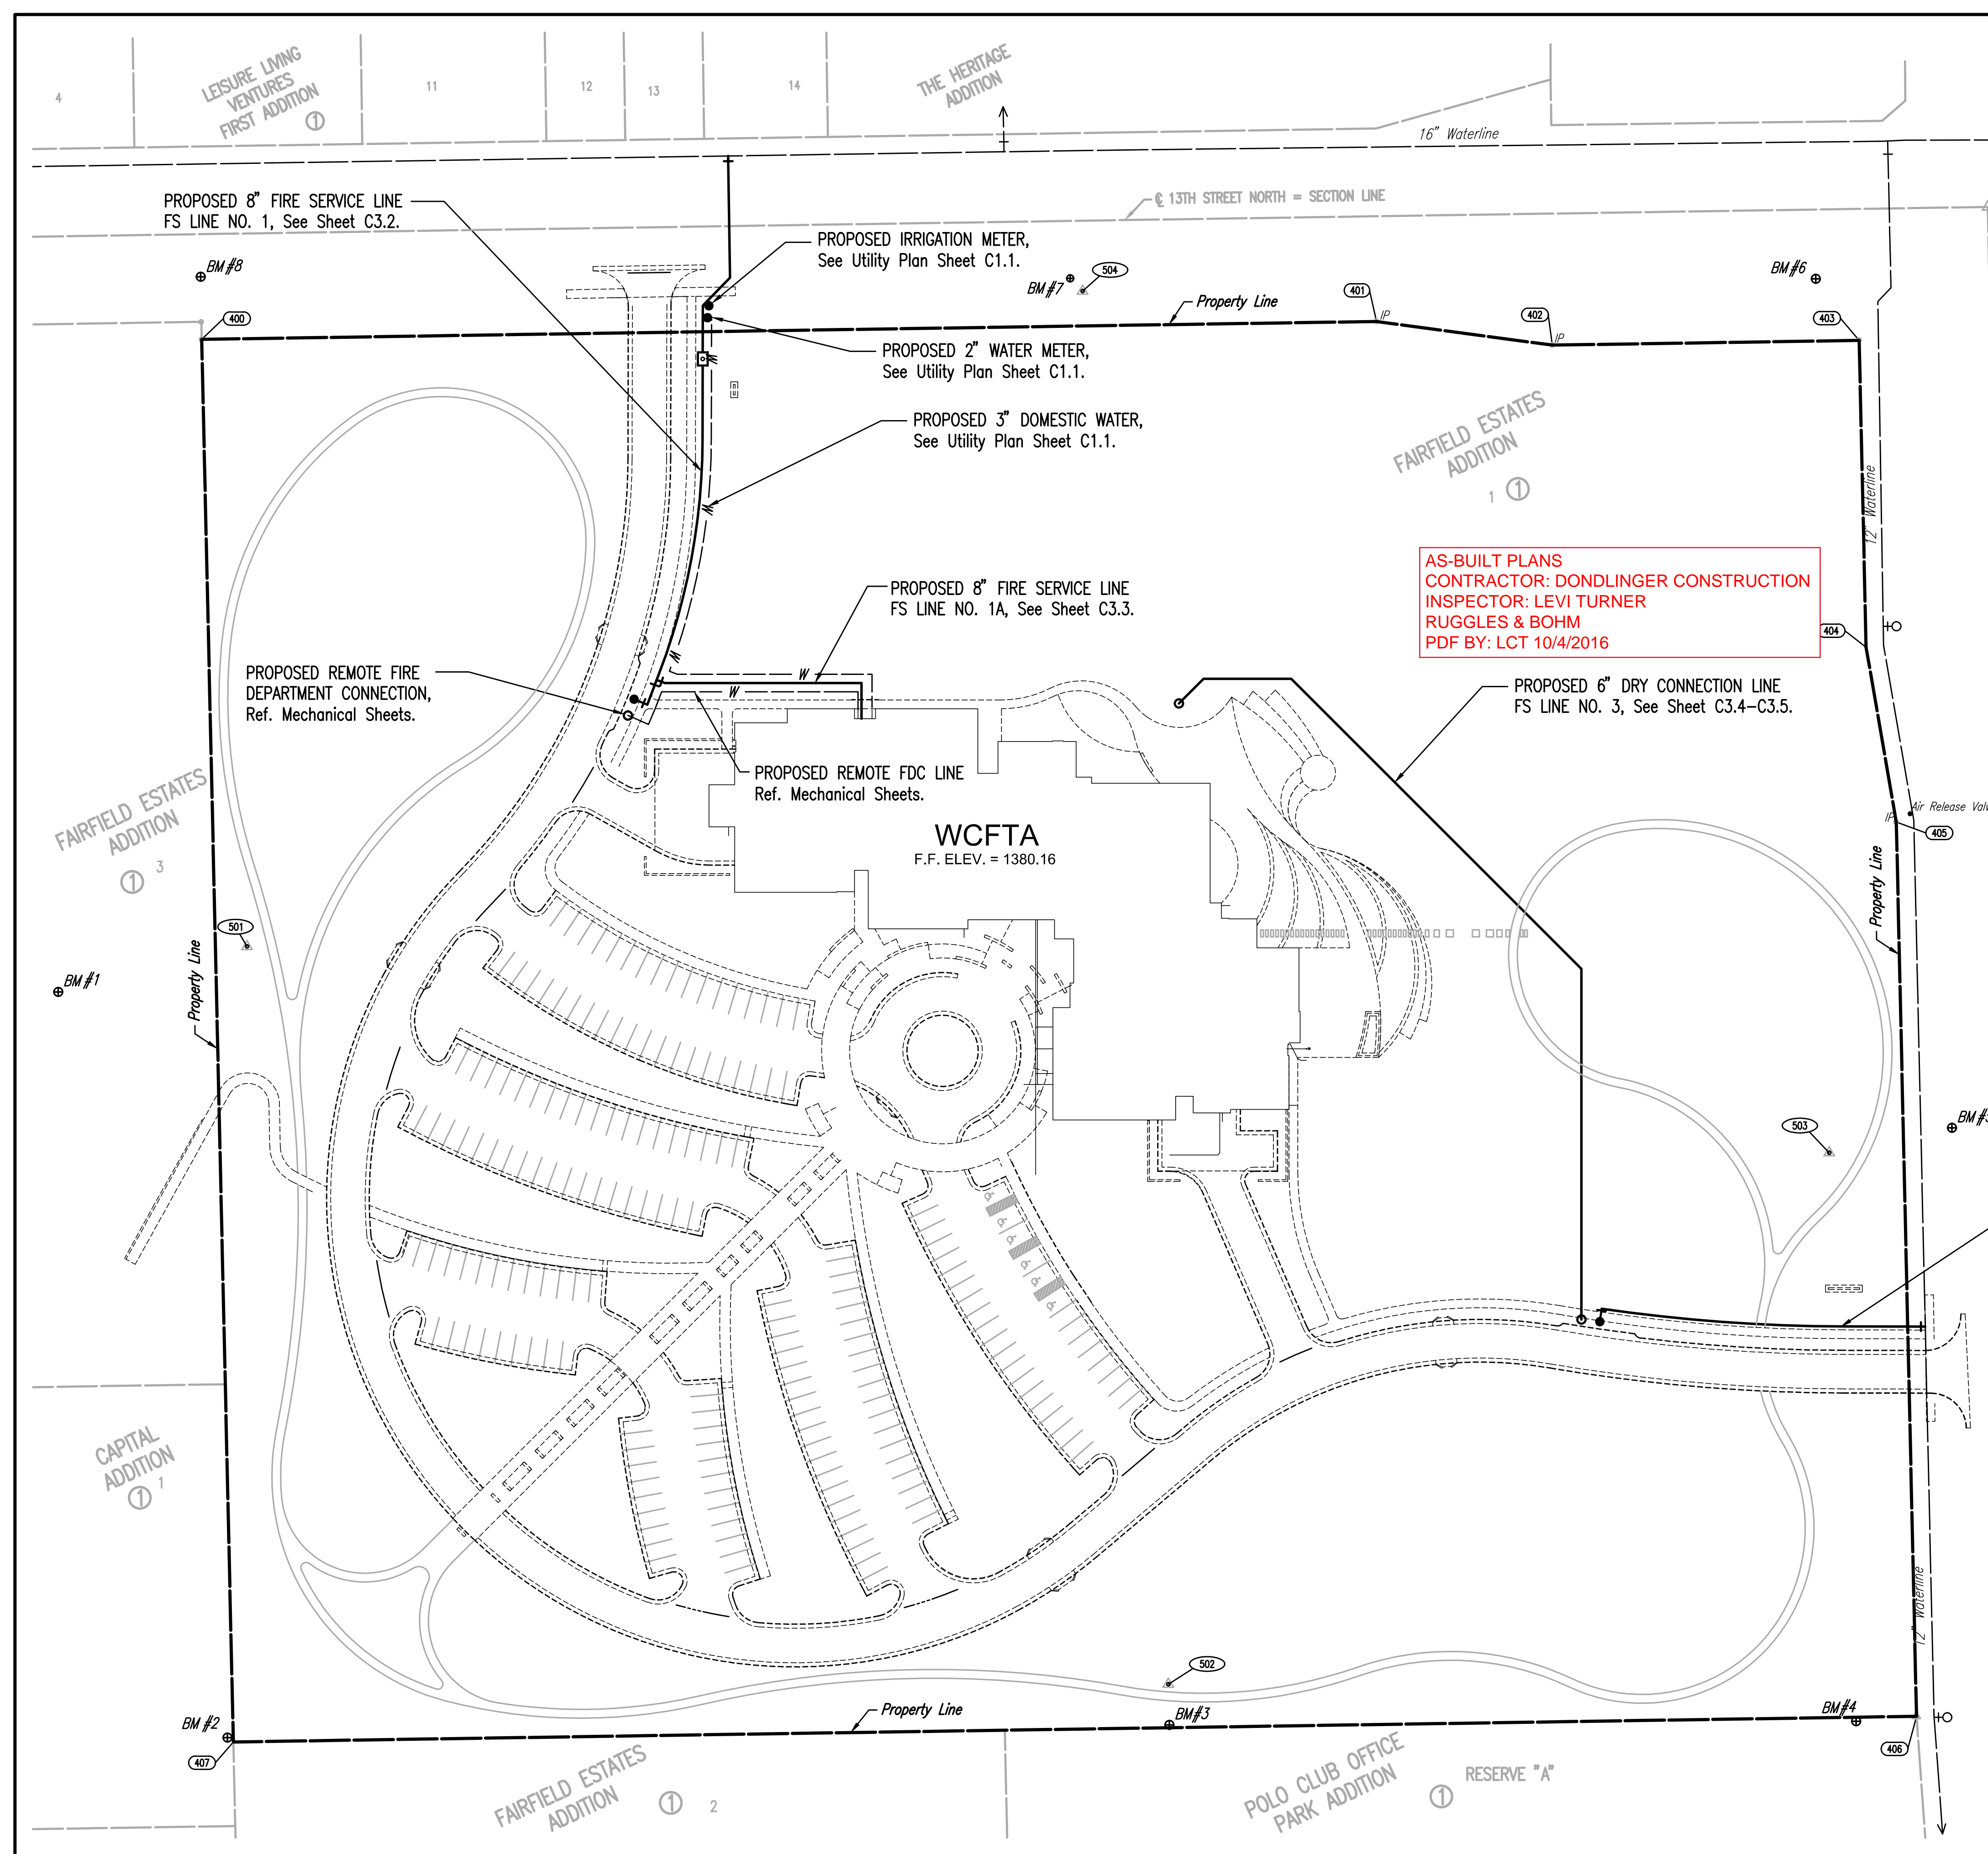 4
LEISURE LIVING
VENTURES
FIRST ADDITION
1
11
12
13
14
THE HERITAGE
ADDITION
16" Waterline
PROPOSED 8" FIRE SERVICE LINE
FS LINE NO. 1, See Sheet C3.2.
℄ 13TH STREET NORTH = SECTION LINE
BM #8
PROPOSED IRRIGATION METER,
See Utility Plan Sheet C1.1.
BM #7
504
BM #6
400
Property Line
401
IP
402
IP
403
PROPOSED 2" WATER METER,
See Utility Plan Sheet C1.1.
W
PROPOSED 3" DOMESTIC WATER,
See Utility Plan Sheet C1.1.
FAIRFIELD ESTATES
ADDITION
1 1
12" Waterline
W
AS-BUILT PLANS
CONTRACTOR: DONDLINGER CONSTRUCTION
INSPECTOR: LEVI TURNER
RUGGLES & BOHM
PDF BY: LCT 10/4/2016
PROPOSED 8" FIRE SERVICE LINE
FS LINE NO. 1A, See Sheet C3.3.
404
W
W
W
PROPOSED REMOTE FIRE
DEPARTMENT CONNECTION,
Ref. Mechanical Sheets.
PROPOSED 6" DRY CONNECTION LINE
FS LINE NO. 3, See Sheet C3.4-C3.5.
PROPOSED REMOTE FDC LINE
Ref. Mechanical Sheets.
FAIRFIELD ESTATES
ADDITION
1 3
WCFTA
F.F. ELEV. = 1380.16
Air Release
IP
405
Property Line
501
Property Line
BM #1
503
BM
CAPITAL
ADDITION
1 1
12" Waterline
502
BM #2
Property Line
BM#3
BM#4
407
406
FAIRFIELD ESTATES
ADDITION
1 2
POLO CLUB OFFICE
PARK ADDITION
1
RESERVE "A"